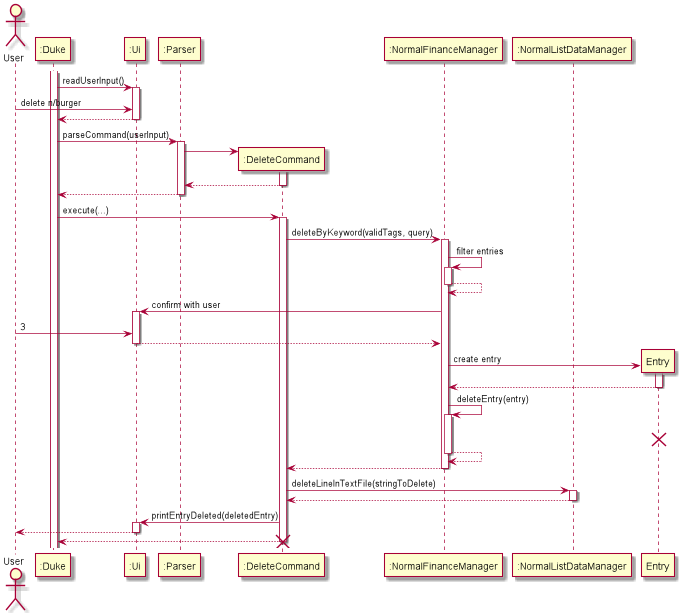 User
:Duke
:Ui
:Parser
:NormalFinanceManager
:NormalListDataManager
readUserInput()
delete n/burger
parseCommand(userInput)
:DeleteCommand
execute(...)
deleteByKeyword(validTags, query)
filter entries
confirm with user
3
create entry
Entry
deleteEntry(entry)
deleteLineInTextFile(stringToDelete)
printEntryDeleted(deletedEntry)
User
:Duke
:Ui
:Parser
:DeleteCommand
:NormalFinanceManager
:NormalListDataManager
Entry